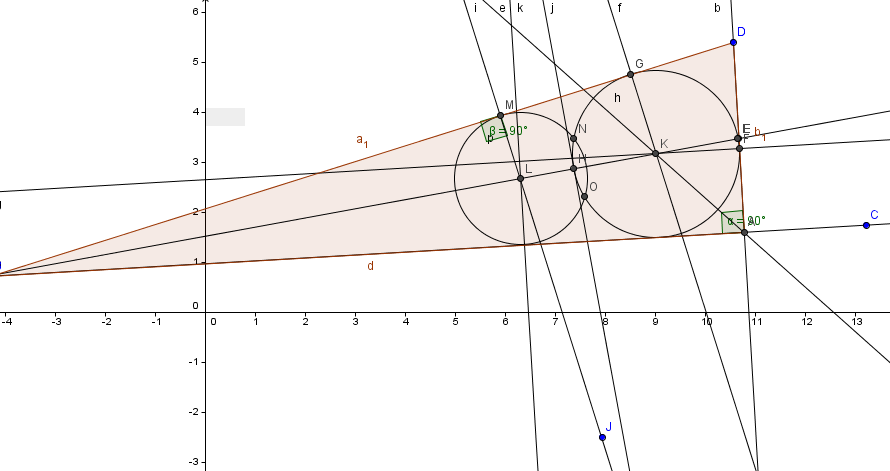 i e k j f b
6
D
5
G
M
h
4
β = 90°
N
E b₁
F
a₁
p
3
H
K
L
O
2
α = 90°
A
C
1
d
0
-4 -3 -2 -1 0 1 2 3 4 5 6 7 8 9 10 11 12 13
-1
-2
J
-3